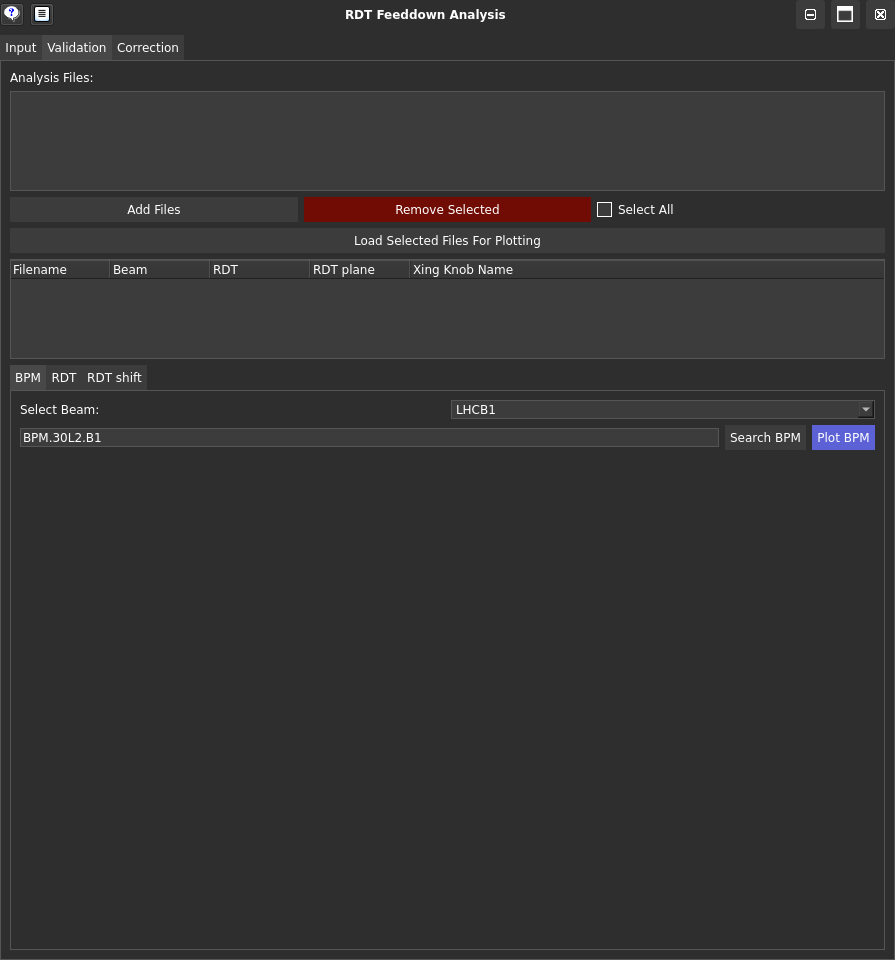 RDT Feeddown Analysis
Input Validation Correction
Analysis Files:
Add Files Remove Selected Select All
Load Selected Files For Plotting
Filename Beam RDT RDT plane Xing Knob Name
BPM RDT RDT shift
Select Beam: LHCB1
BPM.30L2.B1 Search BPM Plot BPM